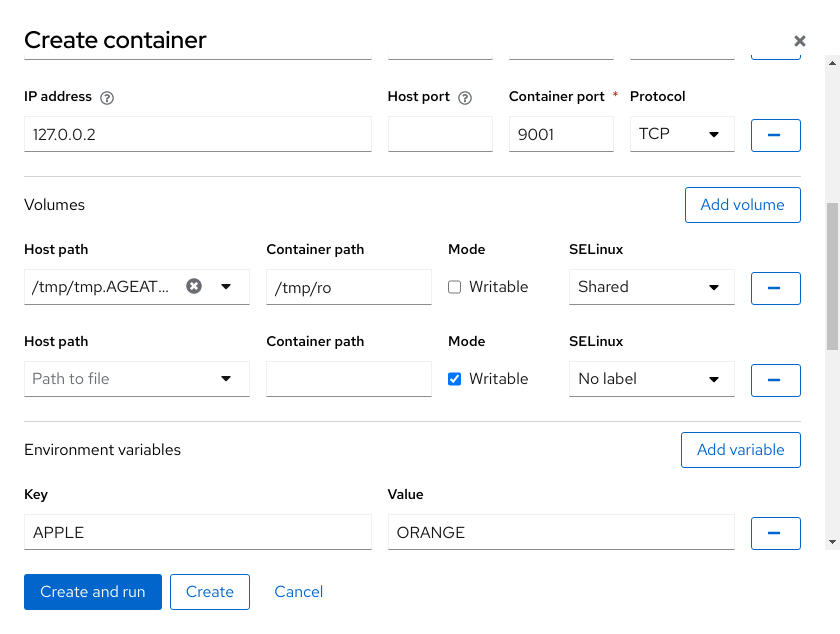 Create container
IP address Host port Container port * Protocol
127.0.0.2 9001 TCP
Volumes Add volume
Host path Container path Mode SELinux
/tmp/tmp.AGEAT... /tmp/ro Writable Shared
Host path Container path Mode SELinux
Path to file Writable No label
Environment variables Add variable
Key Value
APPLE ORANGE
Create and run Create Cancel